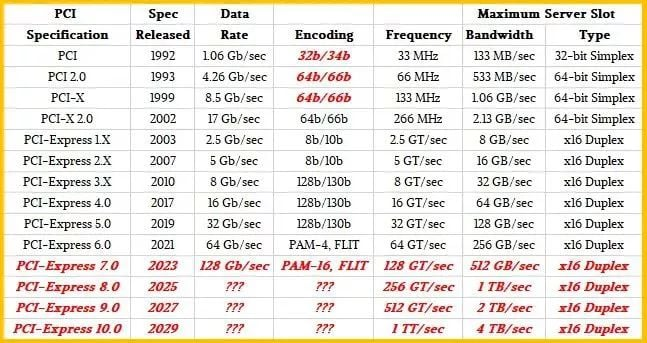 PCI Spec Data Maximum Server Slot
Specification Released Rate Encoding Frequency Bandwidth Type
PCI 1992 1.06 Gb/sec 32b/34b 33 MHz 133 MB/sec 32-bit Simplex
PCI 2.0 1993 4.26 Gb/sec 64b/66b 66 MHz 533 MB/sec 64-bit Simplex
PCI-X 1999 8.5 Gb/sec 64b/66b 133 MHz 1.06 GB/sec 64-bit Simplex
PCI-X 2.0 2002 17 Gb/sec 64b/66b 266 MHz 2.13 GB/sec 64-bit Simplex
PCI-Express 1.X 2003 2.5 Gb/sec 8b/10b 2.5 GT/sec 8 GB/sec x16 Duplex
PCI-Express 2.X 2007 5 Gb/sec 8b/10b 5 GT/sec 16 GB/sec x16 Duplex
PCI-Express 3.X 2010 8 Gb/sec 128b/130b 8 GT/sec 32 GB/sec x16 Duplex
PCI-Express 4.0 2017 16 Gb/sec 128b/130b 16 GT/sec 64 GB/sec x16 Duplex
PCI-Express 5.0 2019 32 Gb/sec 128b/130b 32 GT/sec 128 GB/sec x16 Duplex
PCI-Express 6.0 2021 64 Gb/sec PAM-4, FLIT 64 GT/sec 256 GB/sec x16 Duplex
PCI-Express 7.0 2023 128 Gb/sec PAM-16, FLIT 128 GT/sec 512 GB/sec x16 Duplex
PCI-Express 8.0 2025 ??? ??? 256 GT/sec 1 TB/sec x16 Duplex
PCI-Express 9.0 2027 ??? ??? 512 GT/sec 2 TB/sec x16 Duplex
PCI-Express 10.0 2029 ??? ??? 1 TT/sec 4 TB/sec x16 Duplex